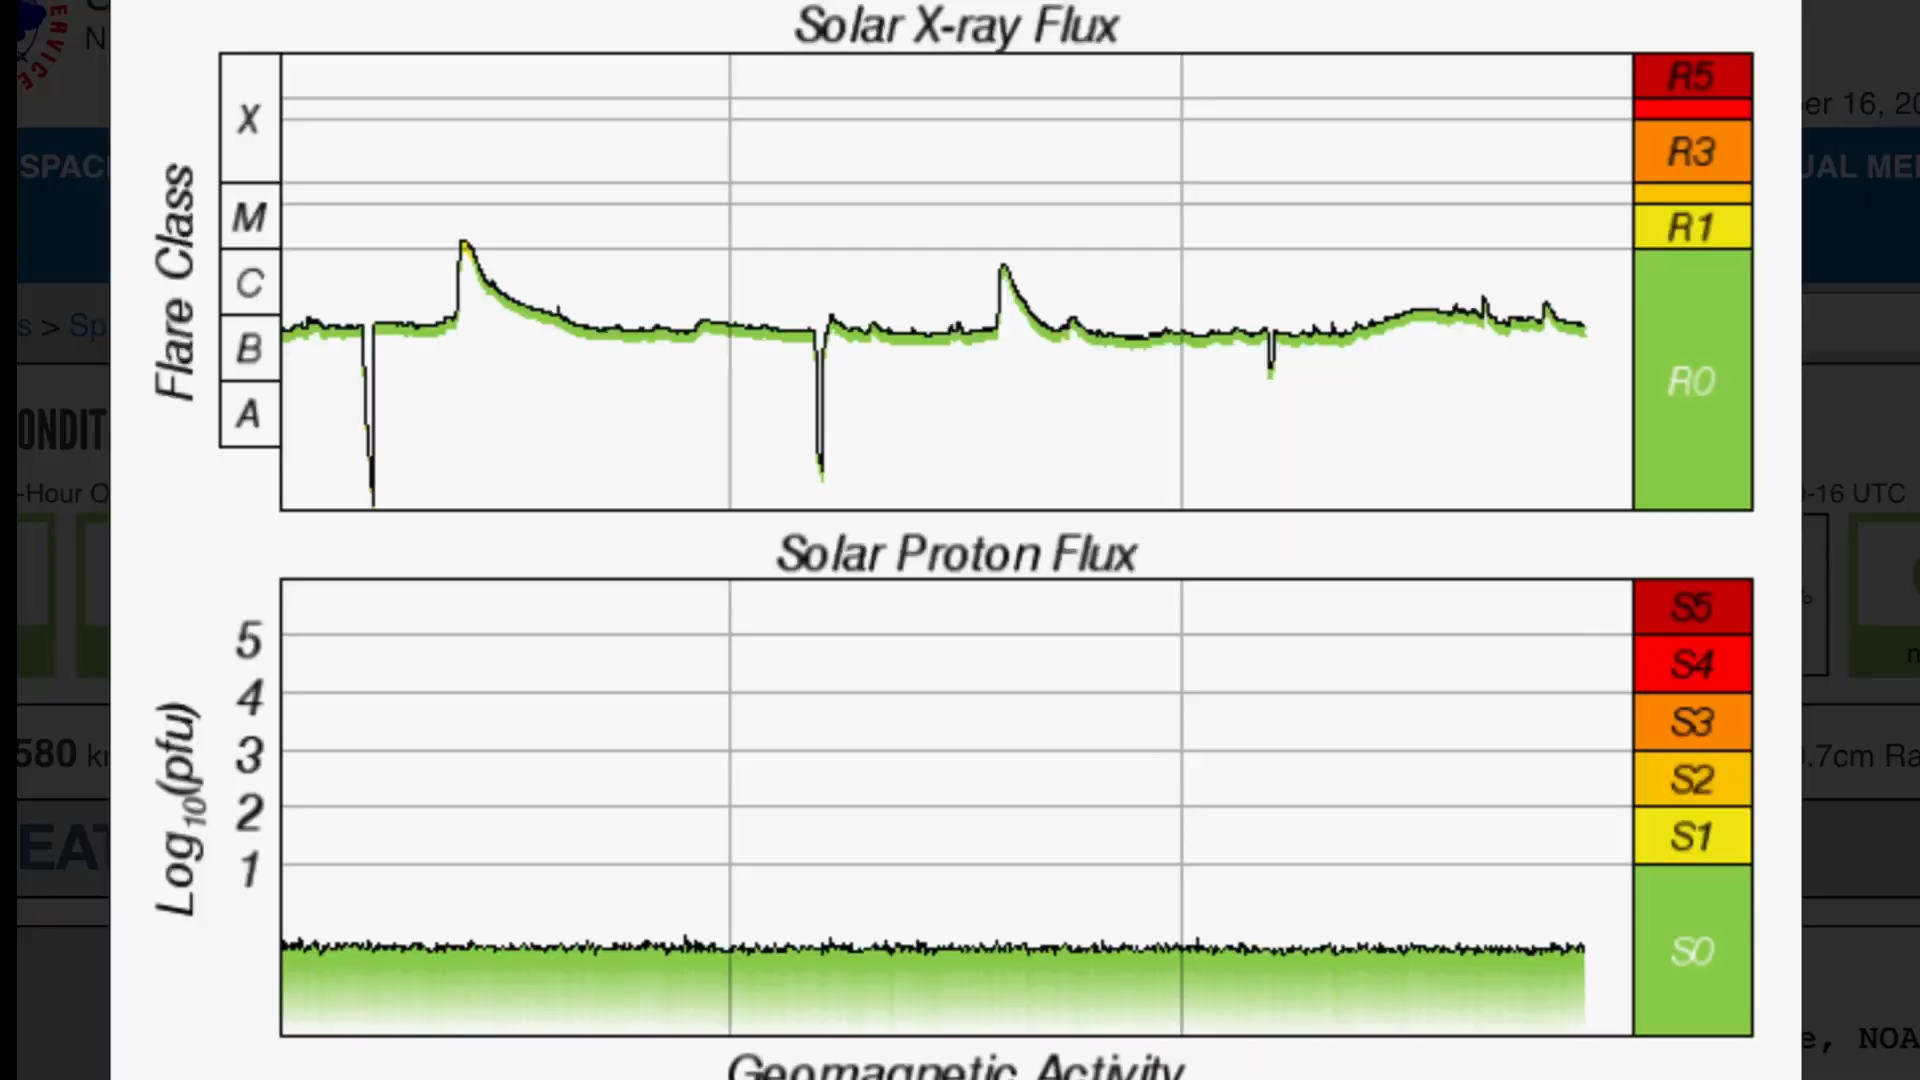 Solar X-ray Flux
Flare Class
X
M
C
B
A
R5
R3
R1
R0
Solar Proton Flux
Log10(pfu)
5
4
3
2
1
S5
S4
S3
S2
S1
S0
Geomagnetic Activity
ERVICE
N
er 16, 20
SPAC
UAL ME
s > Sp
ONDIT
-Hour O
-16 UTC
%
580 k
.7cm Ra
EAT
e, NOA